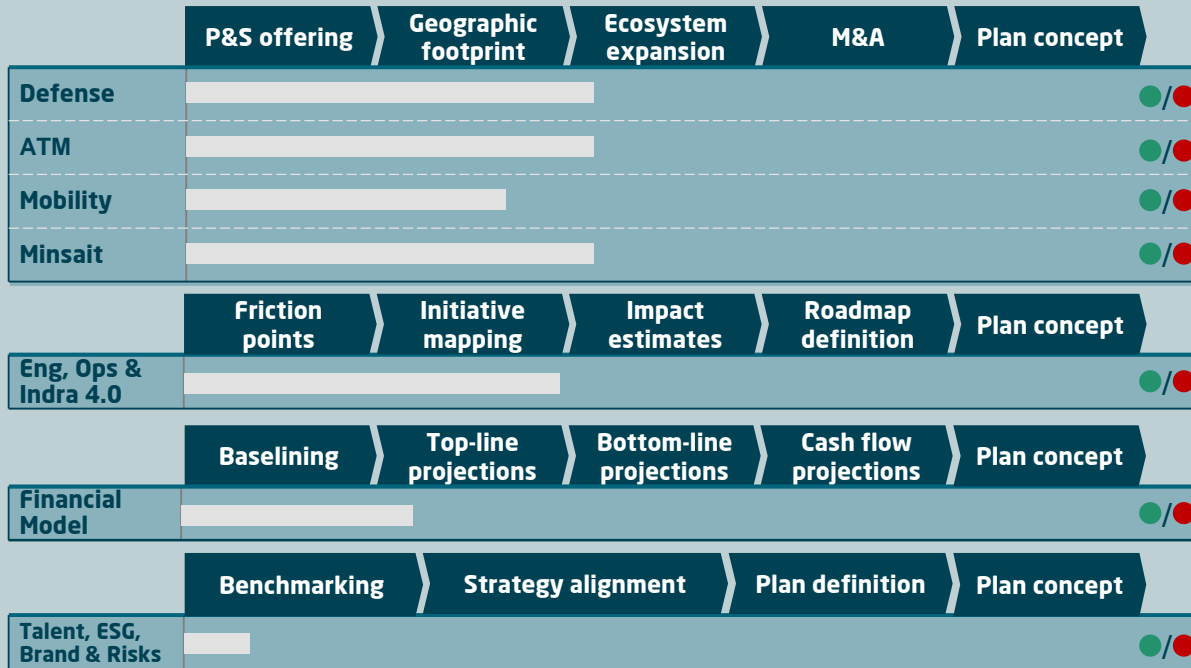 P&S offering
Geographic
footprint
Ecosystem
expansion
M&A
Plan concept
Defense
/
ATM
/
Mobility
/
Minsait
/
Friction
points
Initiative
mapping
Impact
estimates
Roadmap
definition
Plan concept
Eng, Ops &
Indra 4.0
/
Baselining
Top-line
projections
Bottom-line
projections
Cash flow
projections
Plan concept
Financial
Model
/
Benchmarking
Strategy alignment
Plan definition
Plan concept
Talent, ESG,
Brand & Risks
/